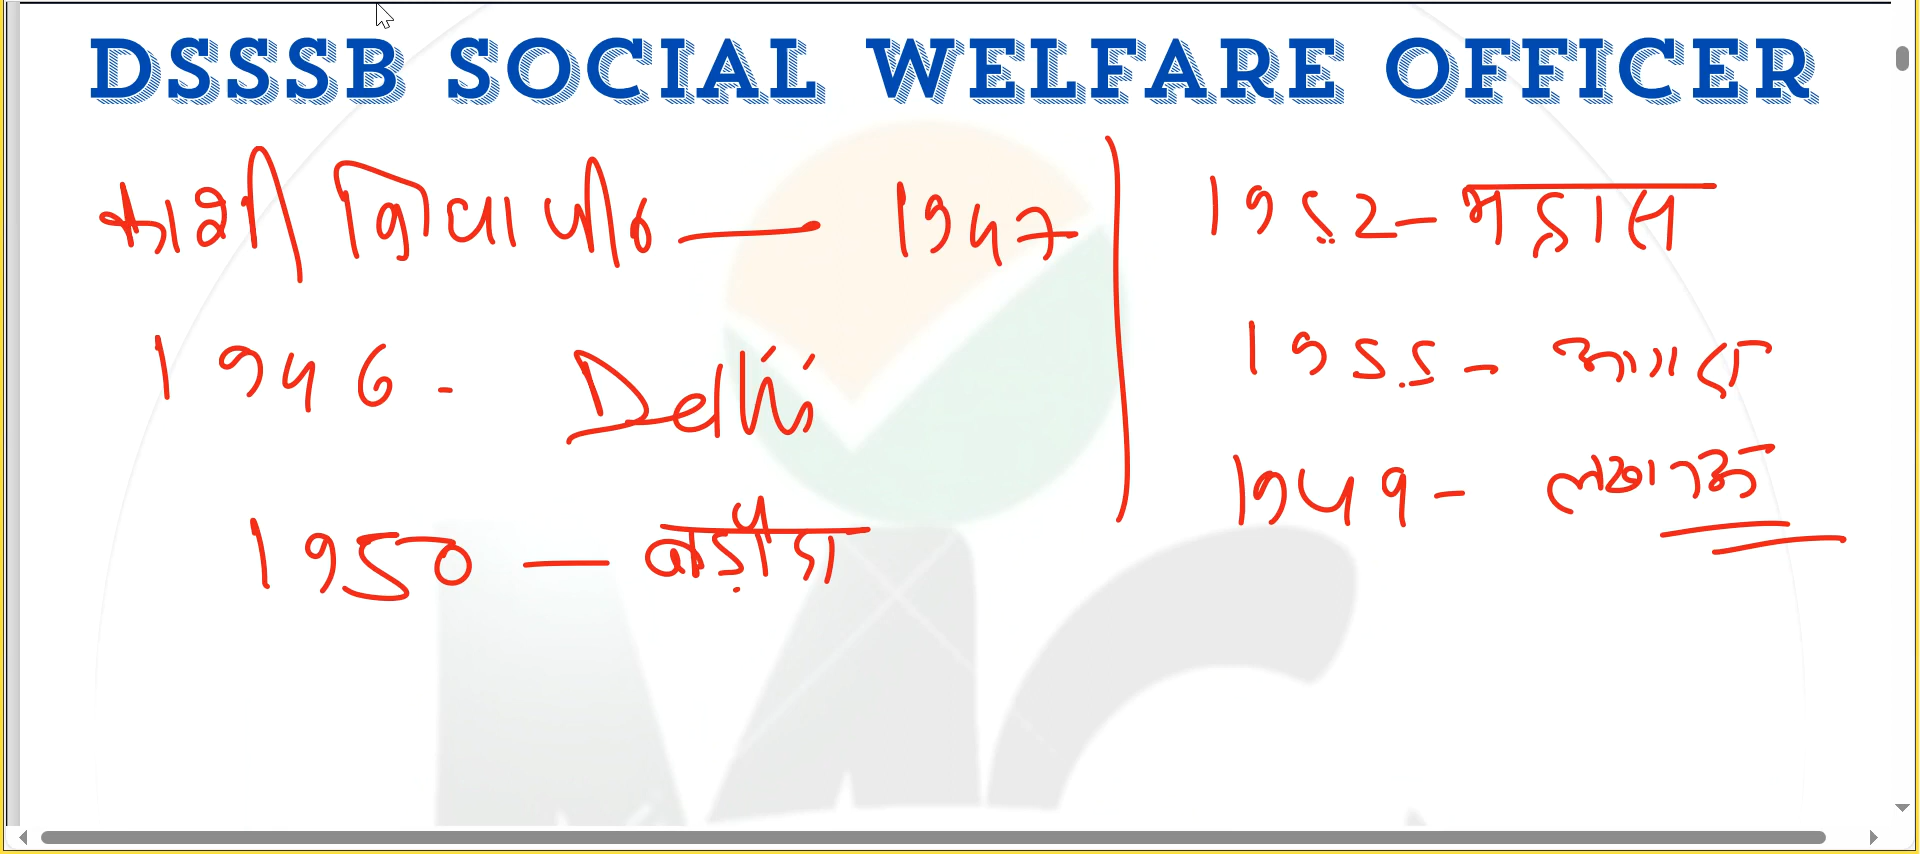 DSSSB SOCIAL WELFARE OFFICER
काशी विद्यापीठ — 1947
1946 - Delhi
1950 — बड़ौदा
1952 - मद्रास
1955 - आगरा
1949 - लखनऊ